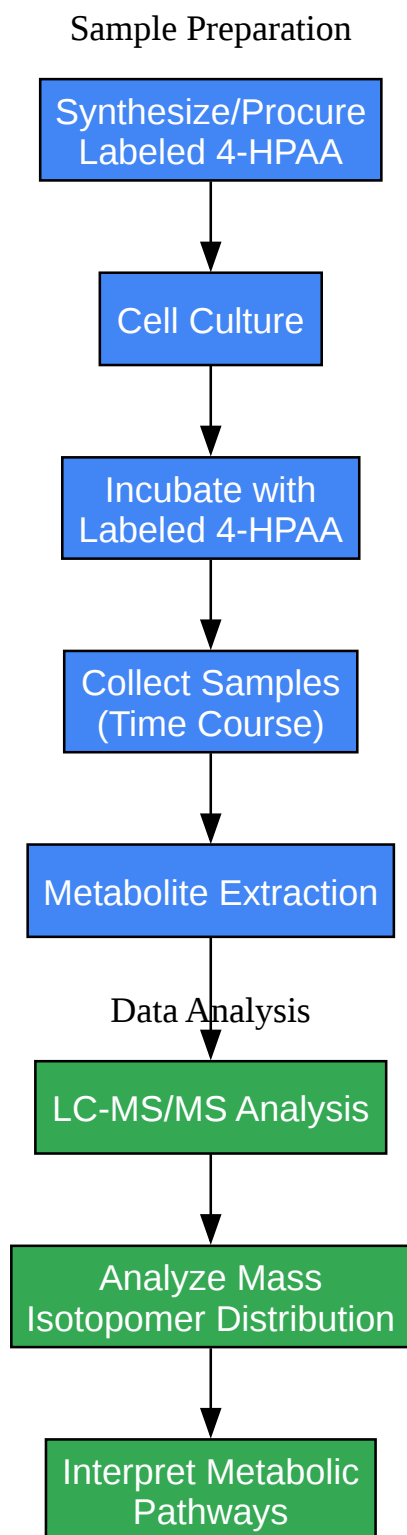 Sample Preparation
Synthesize/Procure
Labeled 4-HPAA
Cell Culture
Incubate with
Labeled 4-HPAA
Collect Samples
(Time Course)
Metabolite Extraction
Data Analysis
LC-MS/MS Analysis
Analyze Mass
Isotopomer Distribution
Interpret Metabolic
Pathways